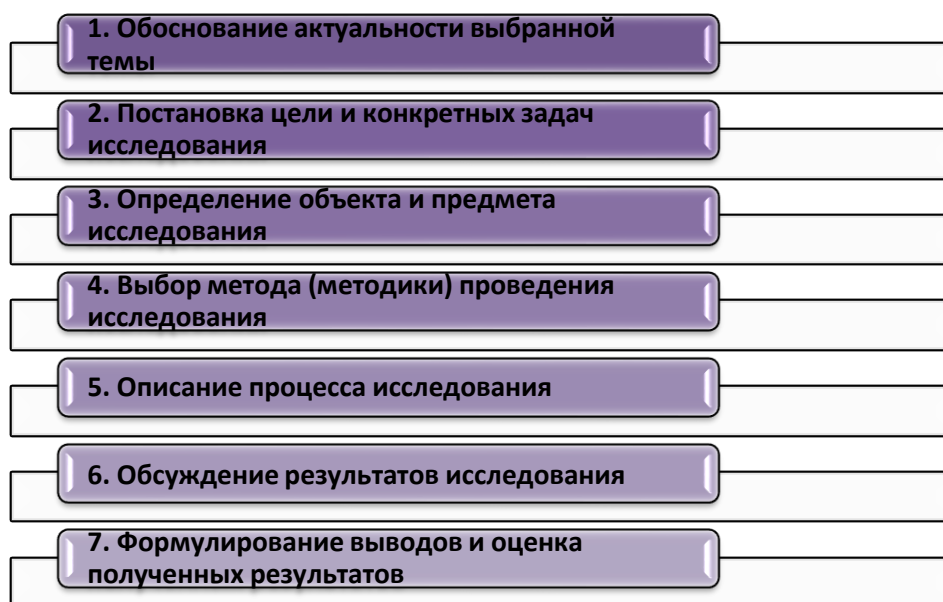 1. Обоснование актуальности выбранной
темы
2. Постановка цели и конкретных задач
исследования
3. Определение объекта и предмета
исследования
4. Выбор метода (методики) проведения
исследования
5. Описание процесса исследования
6. Обсуждение результатов исследования
7. Формулирование выводов и оценка
полученных результатов